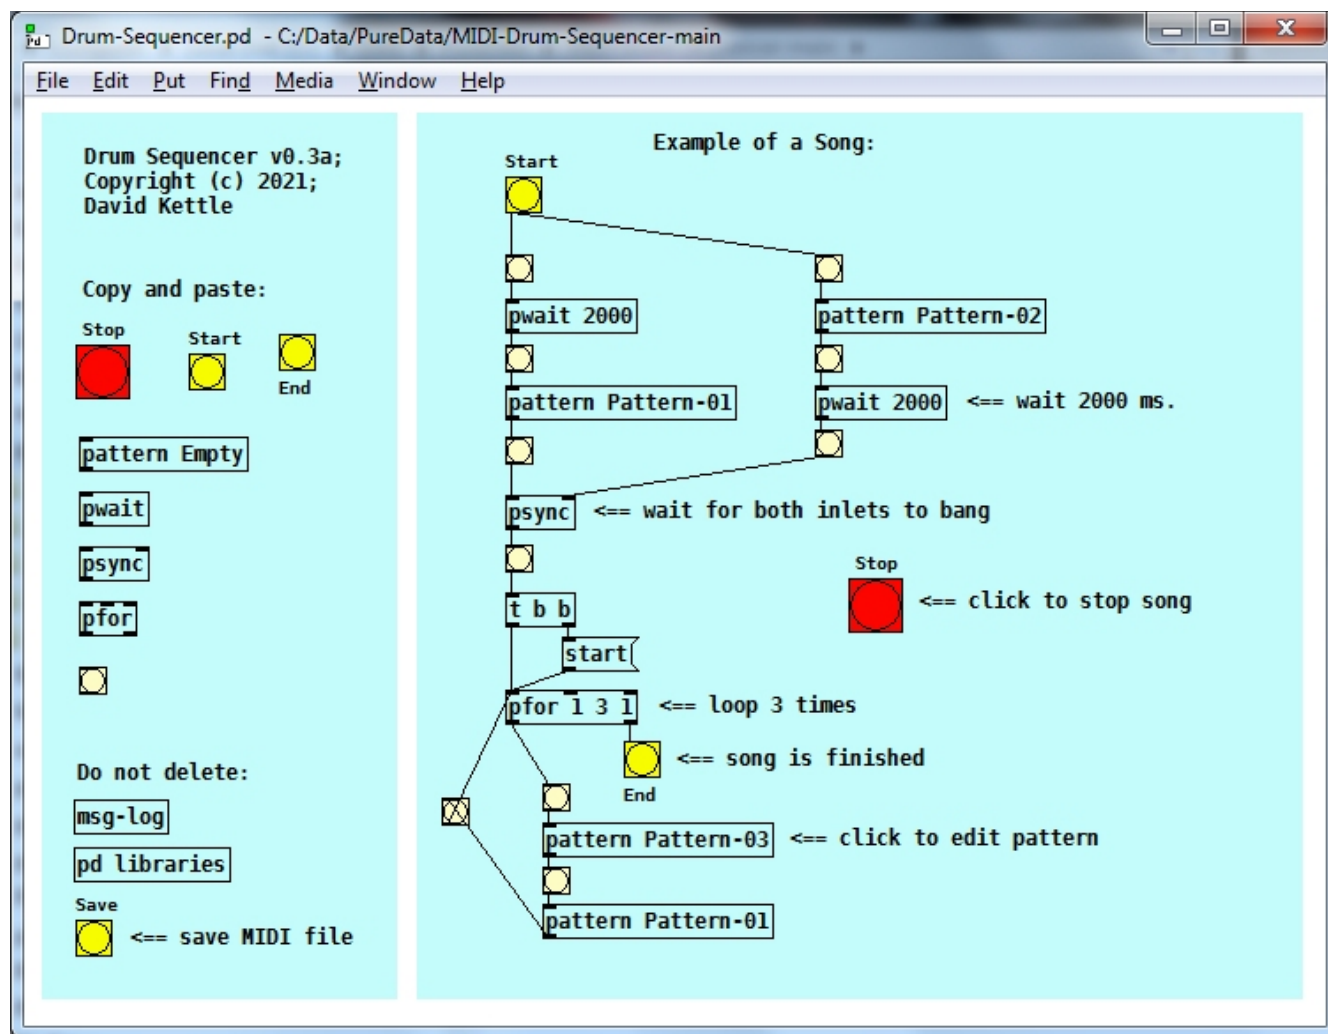 Drum-Sequencer.pd - C:/Data/PureData/MIDI-Drum-Sequencer-main
File Edit Put Find Media Window Help
Drum Sequencer v0.3a;
Copyright (c) 2021;
David Kettle
Copy and paste:
Stop
Start
End
pattern Empty
pwait
psync
pfor
Do not delete:
msg-log
pd libraries
Save
<== save MIDI file
Example of a Song:
Start
pwait 2000
pattern Pattern-02
pattern Pattern-01
pwait 2000
<== wait 2000 ms.
psync
<== wait for both inlets to bang
Stop
<== click to stop song
t b b
start
pfor 1 3 1
<== loop 3 times
<== song is finished
End
pattern Pattern-03
<== click to edit pattern
pattern Pattern-01